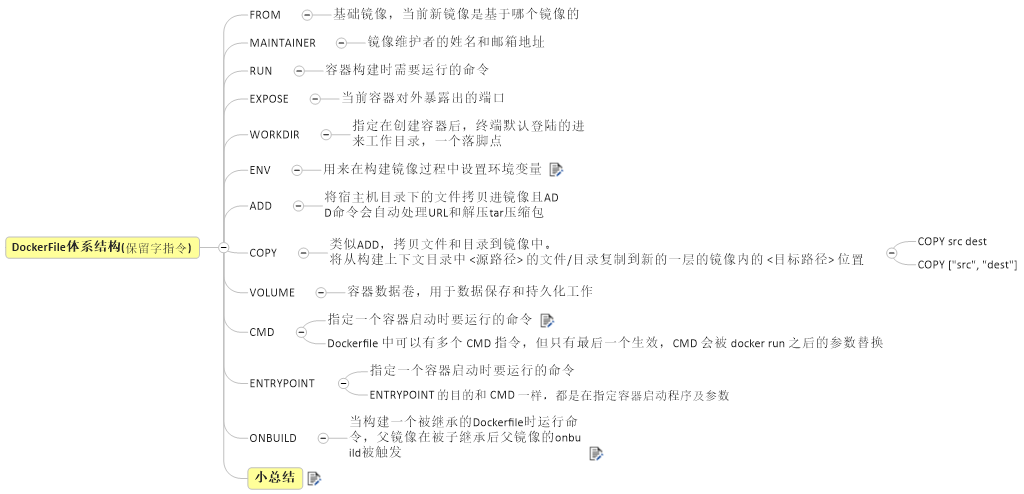 FROM
基础镜像，当前新镜像是基于哪个镜像的
MAINTAINER
镜像维护者的姓名和邮箱地址
RUN
容器构建时需要运行的命令
EXPOSE
当前容器对外暴露出的端口
WORKDIR
指定在创建容器后，终端默认登陆的进
来工作目录，一个落脚点
ENV
用来在构建镜像过程中设置环境变量
ADD
将宿主机目录下的文件拷贝进镜像且AD
D命令会自动处理URL和解压tar压缩包
DockerFile体系结构(保留字指令)
COPY
类似ADD，拷贝文件和目录到镜像中。
将从构建上下文目录中 <源路径> 的文件/目录复制到新的一层的镜像内的 <目标路径> 位置
COPY src dest
COPY ["src", "dest"]
VOLUME
容器数据卷，用于数据保存和持久化工作
CMD
指定一个容器启动时要运行的命令
Dockerfile 中可以有多个 CMD 指令，但只有最后一个生效，CMD 会被 docker run 之后的参数替换
ENTRYPOINT
指定一个容器启动时要运行的命令
ENTRYPOINT 的目的和 CMD 一样，都是在指定容器启动程序及参数
ONBUILD
当构建一个被继承的Dockerfile时运行命
令，父镜像在被子继承后父镜像的onbu
ild被触发
小总结